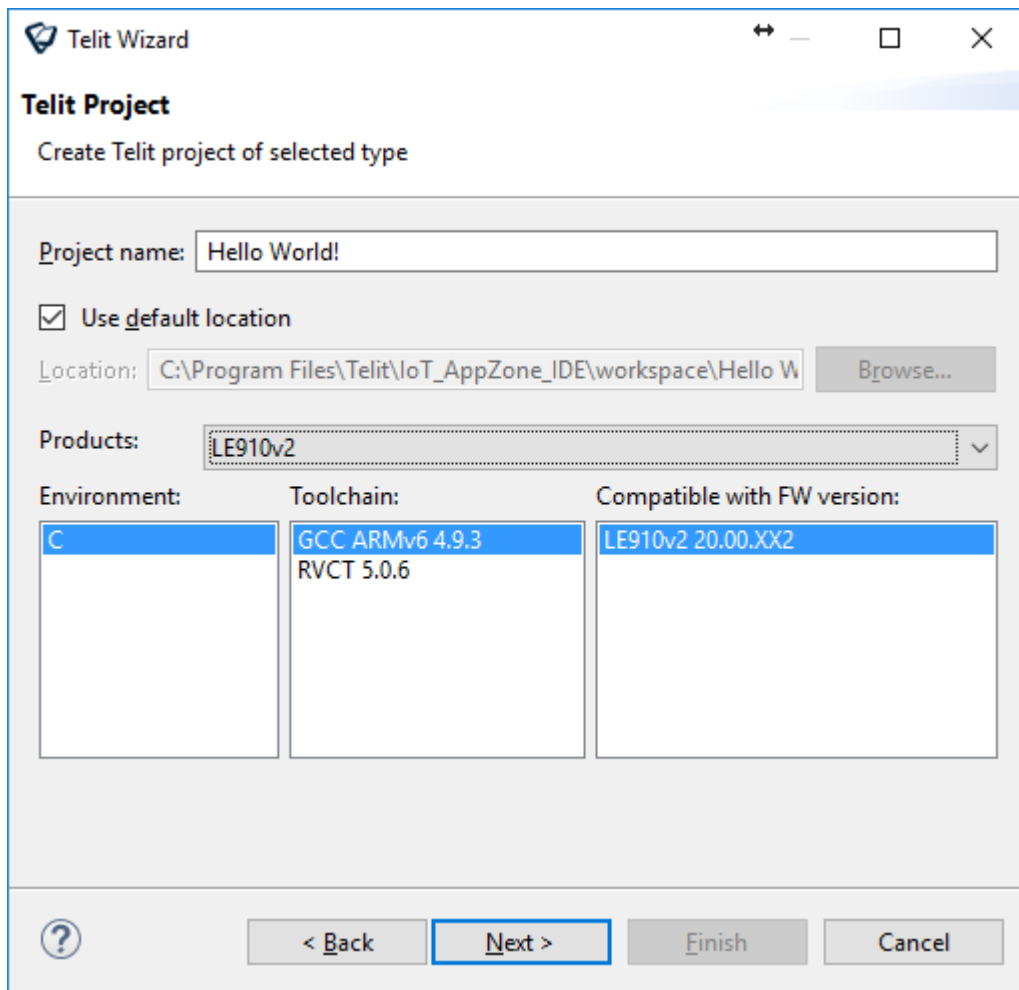 Telit Wizard
Telit Project
Create Telit project of selected type
Project name: Hello World!
Use default location
Location: C:\Program Files\Telit\IoT_AppZone_IDE\workspace\Hello W Browse...
Products: LE910v2
Environment: Toolchain: Compatible with FW version:
C GCC ARMv6 4.9.3 LE910v2 20.00.XX2
RVCT 5.0.6
? < Back Next > Finish Cancel